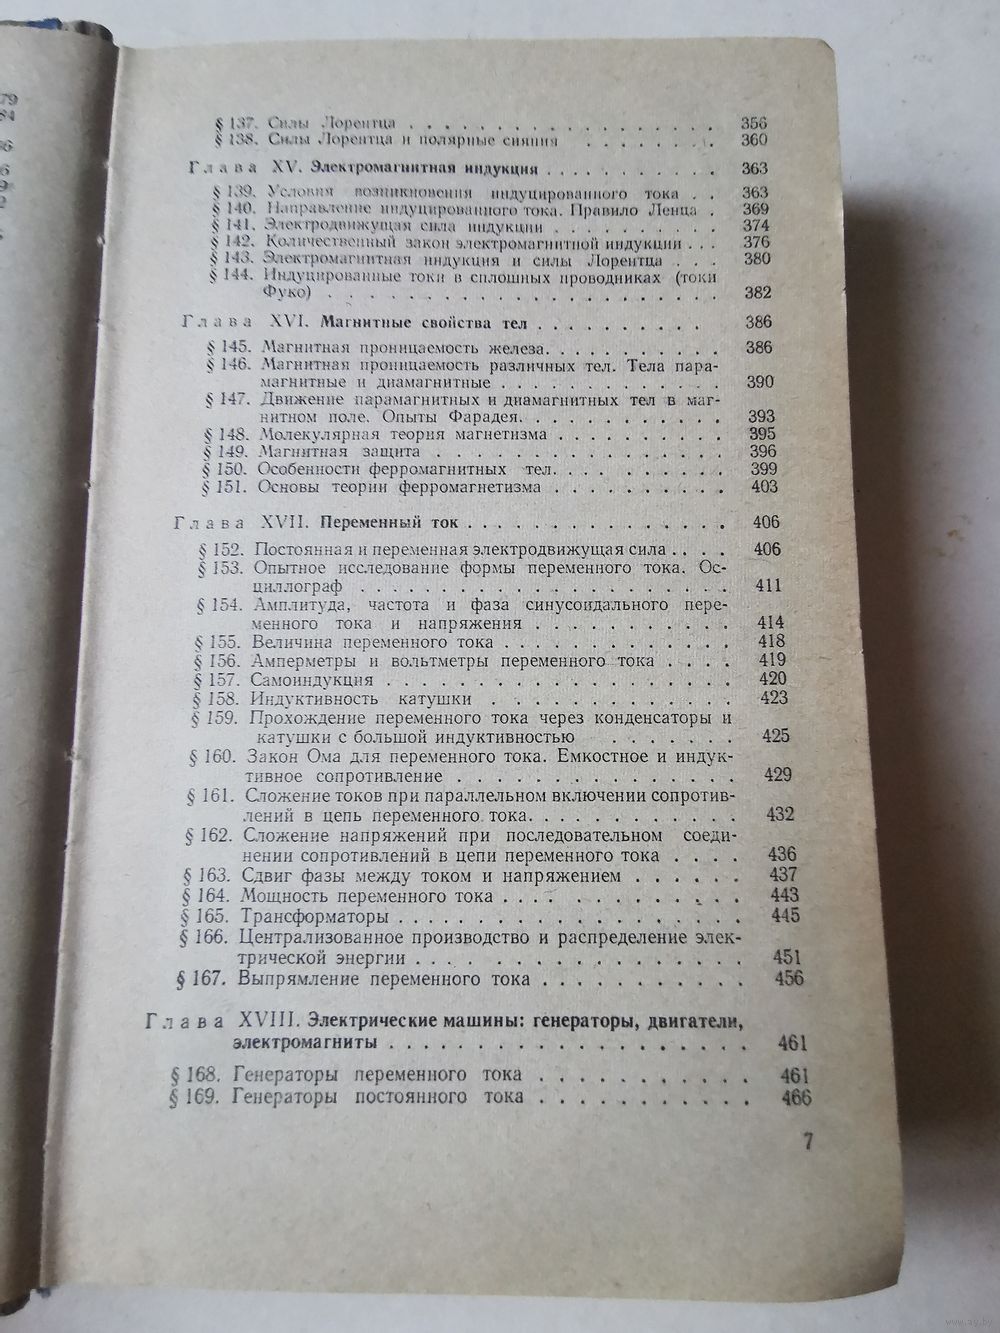 79
84
§ 137. Силы Лоренца . . . . . . . . . . . . . . . . . 356
§ 138. Силы Лоренца и полярные сияния . . . . . . . 360
Глава XV. Электромагнитная индукция . . . . . . . . . . . 363
§ 139. Условия возникновения индуцированного тока . . 363
§ 140. Направление индуцированного тока. Правило Ленца . 369
§ 141. Электродвижущая сила индукции . . . . . . . . . . 374
§ 142. Количественный закон электромагнитной индукции . . . 376
§ 143. Электромагнитная индукция и силы Лоренца . . . 380
§ 144. Индуцированные токи в сплошных проводниках (токи
Фуко) . . . . . . . . . . . . . . . . . . . . 382
Глава XVI. Магнитные свойства тел . . . . . . . . . . 386
§ 145. Магнитная проницаемость железа. . . . . . . . . . . 386
§ 146. Магнитная проницаемость различных тел. Тела пара-
магнитные и диамагнитные . . . . . . . . . . . . . 390
§ 147. Движение парамагнитных и диамагнитных тел в маг-
нитном поле. Опыты Фарадея. . . . . . . . . . . . 393
§ 148. Молекулярная теория магнетизма . . . . . . . . . . 395
§ 149. Магнитная защита . . . . . . . . . . . . . . . . . 396
§ 150. Особенности ферромагнитных тел. . . . . . . . . . 399
§ 151. Основы теории ферромагнетизма . . . . . . . . . . 403
Глава XVII. Переменный ток . . . . . . . . . . . . . . . 406
§ 152. Постоянная и переменная электродвижущая сила . . . . 406
§ 153. Опытное исследование формы переменного тока. Ос-
циллограф . . . . . . . . . . . . . . . . . . . 411
§ 154. Амплитуда, частота и фаза синусоидального пере-
менного тока и напряжения . . . . . . . . . . . 414
§ 155. Величина переменного тока . . . . . . . . . . . . . 418
§ 156. Амперметры и вольтметры переменного тока . . . . 419
§ 157. Самоиндукция . . . . . . . . . . . . . . . . . . . 420
§ 158. Индуктивность катушки . . . . . . . . . . . . . 423
§ 159. Прохождение переменного тока через конденсаторы и
катушки с большой индуктивностью . . . . . . . 425
§ 160. Закон Ома для переменного тока. Емкостное и индук-
тивное сопротивление . . . . . . . . . . . . . . . 429
§ 161. Сложение токов при параллельном включении сопротив-
лений в цепь переменного тока. . . . . . . . . . . . 432
§ 162. Сложение напряжений при последовательном соеди-
нении сопротивлений в цепи переменного тока . . . . 436
§ 163. Сдвиг фазы между током и напряжением . . . . . . 437
§ 164. Мощность переменного тока . . . . . . . . . . . . . 443
§ 165. Трансформаторы . . . . . . . . . . . . . . . . . . . 445
§ 166. Централизованное производство и распределение элек-
трической энергии . . . . . . . . . . . . . . . . . . 451
§ 167. Выпрямление переменного тока . . . . . . . . . . . 456
Глава XVIII. Электрические машины: генераторы, двигатели,
электромагниты . . . . . . . . . . . . . . . . . . . 461
§ 168. Генераторы переменного тока . . . . . . . . . . . 461
§ 169. Генераторы постоянного тока . . . . . . . . . . . 466
7
www.ay.by